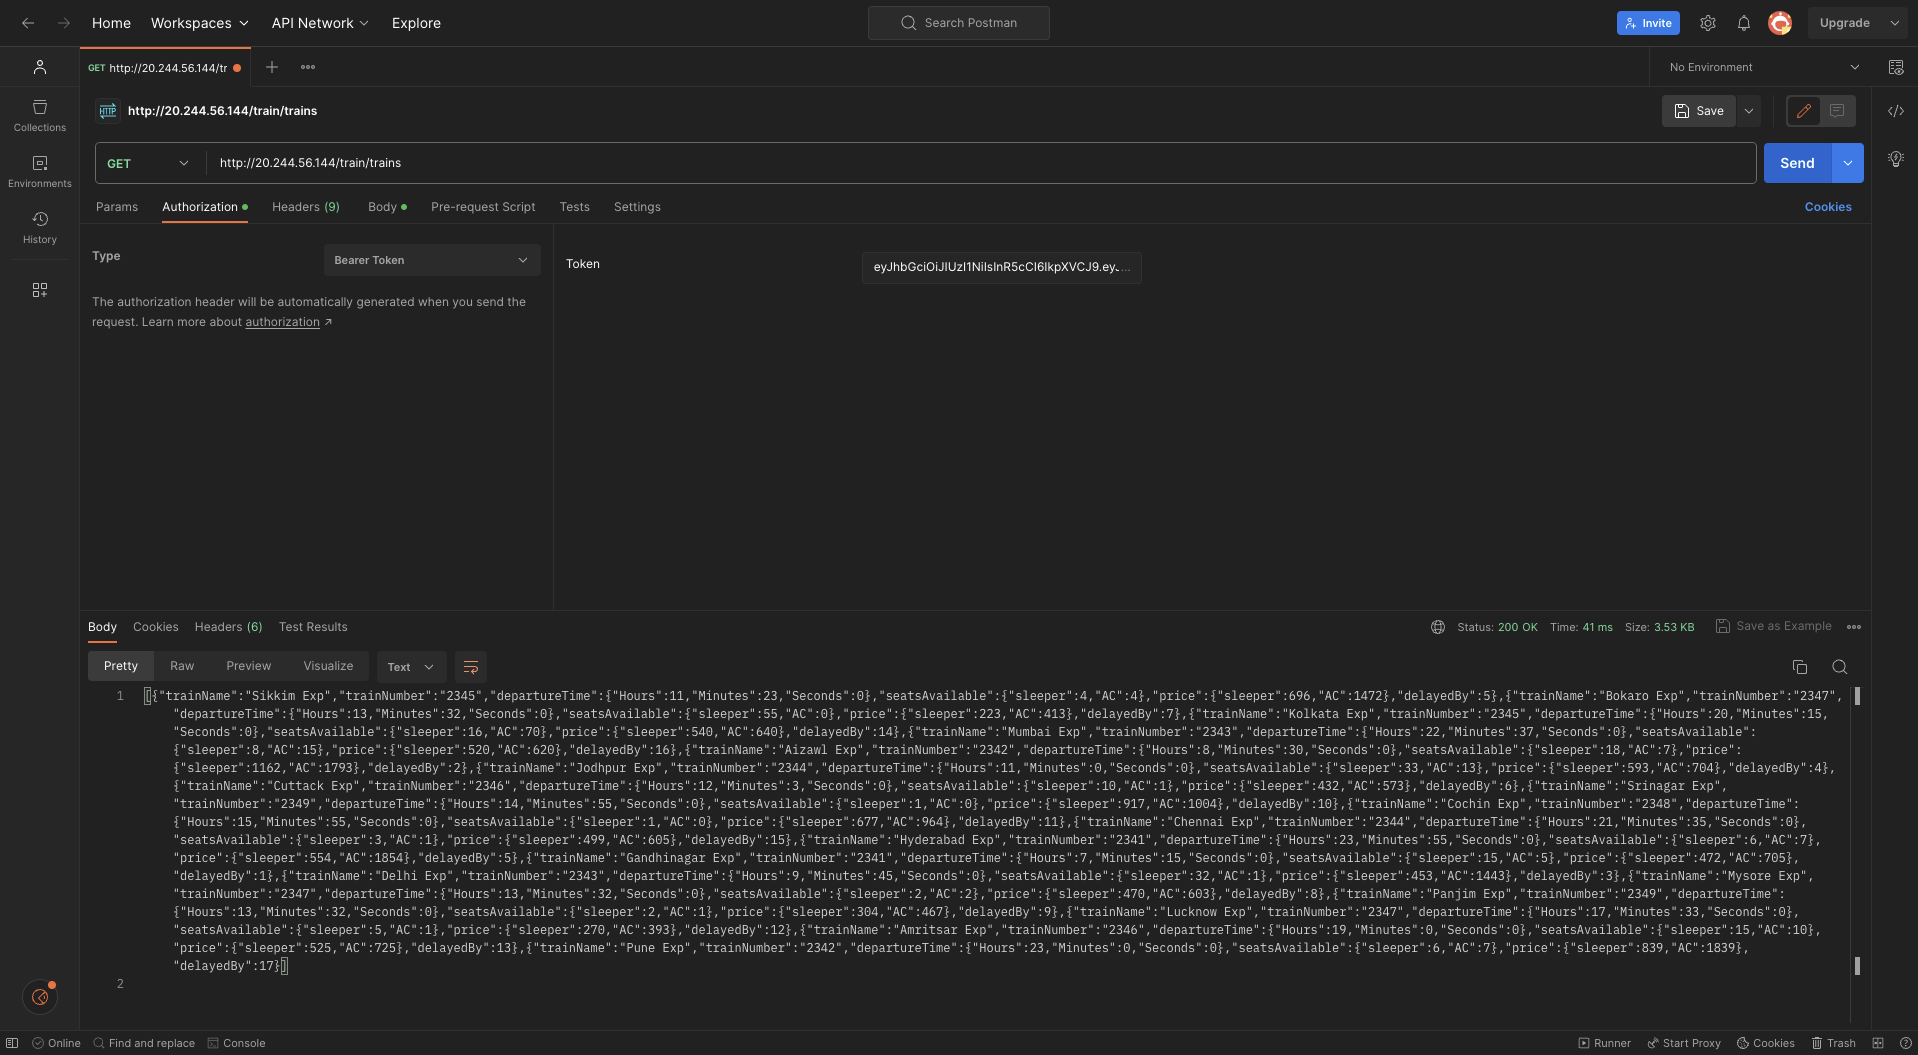 Home Workspaces API Network Explore Search Postman Invite Upgrade
GET http://20.244.56.144/tr No Environment
HTTP http://20.244.56.144/train/trains Save
Collections
GET http://20.244.56.144/train/trains Send
Environments
Params Authorization Headers (9) Body Pre-request Script Tests Settings Cookies
History
Type Bearer Token Token eyJhbGciOiJIUzI1NiIsInR5cCI6IkpXVCJ9.ey...
The authorization header will be automatically generated when you send the
request. Learn more about authorization
Body Cookies Headers (6) Test Results Status: 200 OK Time: 41 ms Size: 3.53 KB Save as Example
Pretty Raw Preview Visualize Text
1 [{"trainName":"Sikkim Exp","trainNumber":"2345","departureTime":{"Hours":11,"Minutes":23,"Seconds":0},"seatsAvailable":{"sleeper":4,"AC":4},"price":{"sleeper":696,"AC":1472},"delayedBy":5},{"trainName":"Bokaro Exp","trainNumber":"2347",
"departureTime":{"Hours":13,"Minutes":32,"Seconds":0},"seatsAvailable":{"sleeper":55,"AC":0},"price":{"sleeper":223,"AC":413},"delayedBy":7},{"trainName":"Kolkata Exp","trainNumber":"2345","departureTime":{"Hours":20,"Minutes":15,
"Seconds":0},"seatsAvailable":{"sleeper":16,"AC":70},"price":{"sleeper":540,"AC":640},"delayedBy":14},{"trainName":"Mumbai Exp","trainNumber":"2343","departureTime":{"Hours":22,"Minutes":37,"Seconds":0},"seatsAvailable":
{"sleeper":8,"AC":15},"price":{"sleeper":520,"AC":620},"delayedBy":16},{"trainName":"Aizawl Exp","trainNumber":"2342","departureTime":{"Hours":8,"Minutes":30,"Seconds":0},"seatsAvailable":{"sleeper":18,"AC":7},"price":
{"sleeper":1162,"AC":1793},"delayedBy":2},{"trainName":"Jodhpur Exp","trainNumber":"2344","departureTime":{"Hours":11,"Minutes":0,"Seconds":0},"seatsAvailable":{"sleeper":33,"AC":13},"price":{"sleeper":593,"AC":704},"delayedBy":4},
{"trainName":"Cuttack Exp","trainNumber":"2346","departureTime":{"Hours":12,"Minutes":3,"Seconds":0},"seatsAvailable":{"sleeper":10,"AC":1},"price":{"sleeper":432,"AC":573},"delayedBy":6},{"trainName":"Srinagar Exp",
"trainNumber":"2349","departureTime":{"Hours":14,"Minutes":55,"Seconds":0},"seatsAvailable":{"sleeper":1,"AC":0},"price":{"sleeper":917,"AC":1004},"delayedBy":10},{"trainName":"Cochin Exp","trainNumber":"2348","departureTime":
{"Hours":15,"Minutes":55,"Seconds":0},"seatsAvailable":{"sleeper":1,"AC":0},"price":{"sleeper":677,"AC":964},"delayedBy":11},{"trainName":"Chennai Exp","trainNumber":"2344","departureTime":{"Hours":21,"Minutes":35,"Seconds":0},
"seatsAvailable":{"sleeper":3,"AC":1},"price":{"sleeper":499,"AC":605},"delayedBy":15},{"trainName":"Hyderabad Exp","trainNumber":"2341","departureTime":{"Hours":23,"Minutes":55,"Seconds":0},"seatsAvailable":{"sleeper":6,"AC":7},
"price":{"sleeper":554,"AC":1854},"delayedBy":5},{"trainName":"Gandhinagar Exp","trainNumber":"2341","departureTime":{"Hours":7,"Minutes":15,"Seconds":0},"seatsAvailable":{"sleeper":15,"AC":5},"price":{"sleeper":472,"AC":705},
"delayedBy":1},{"trainName":"Delhi Exp","trainNumber":"2343","departureTime":{"Hours":9,"Minutes":45,"Seconds":0},"seatsAvailable":{"sleeper":32,"AC":1},"price":{"sleeper":453,"AC":1443},"delayedBy":3},{"trainName":"Mysore Exp",
"trainNumber":"2347","departureTime":{"Hours":13,"Minutes":32,"Seconds":0},"seatsAvailable":{"sleeper":2,"AC":2},"price":{"sleeper":470,"AC":603},"delayedBy":8},{"trainName":"Panjim Exp","trainNumber":"2349","departureTime":
{"Hours":13,"Minutes":32,"Seconds":0},"seatsAvailable":{"sleeper":2,"AC":1},"price":{"sleeper":304,"AC":467},"delayedBy":9},{"trainName":"Lucknow Exp","trainNumber":"2347","departureTime":{"Hours":17,"Minutes":33,"Seconds":0},
"seatsAvailable":{"sleeper":5,"AC":1},"price":{"sleeper":270,"AC":393},"delayedBy":12},{"trainName":"Amritsar Exp","trainNumber":"2346","departureTime":{"Hours":19,"Minutes":0,"Seconds":0},"seatsAvailable":{"sleeper":15,"AC":10},
"price":{"sleeper":525,"AC":725},"delayedBy":13},{"trainName":"Pune Exp","trainNumber":"2342","departureTime":{"Hours":23,"Minutes":0,"Seconds":0},"seatsAvailable":{"sleeper":6,"AC":7},"price":{"sleeper":839,"AC":1839},
"delayedBy":17}]
2
Online Find and replace Console Runner Start Proxy Cookies Trash